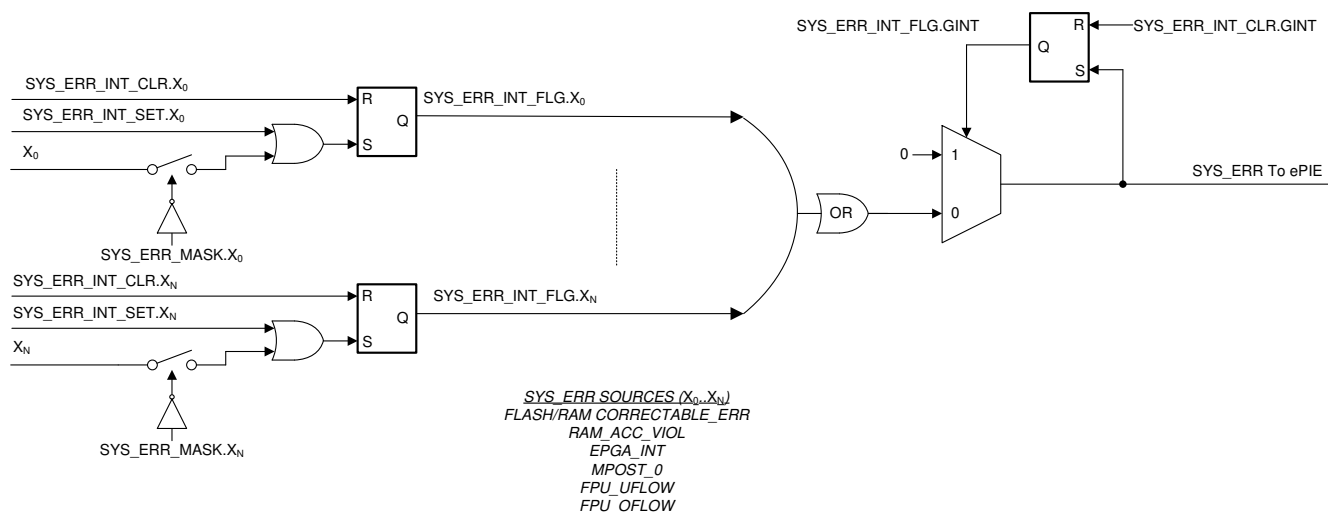 SYS_ERR_INT_FLG.GINT
R
SYS_ERR_INT_CLR.GINT
Q
S
SYS_ERR_INT_CLR.X₀
R
SYS_ERR_INT_FLG.X₀
SYS_ERR_INT_SET.X₀
Q
S
X₀
0
1
SYS_ERR To ePIE
OR
0
SYS_ERR_MASK.X₀
SYS_ERR_INT_CLR.Xₙ
R
SYS_ERR_INT_FLG.Xₙ
SYS_ERR_INT_SET.Xₙ
Q
S
Xₙ
SYS_ERR SOURCES (X₀..Xₙ)
FLASH/RAM CORRECTABLE_ERR
RAM_ACC_VIOL
SYS_ERR_MASK.Xₙ
EPGA_INT
MPOST_0
FPU_UFLOW
FPU_OFLOW